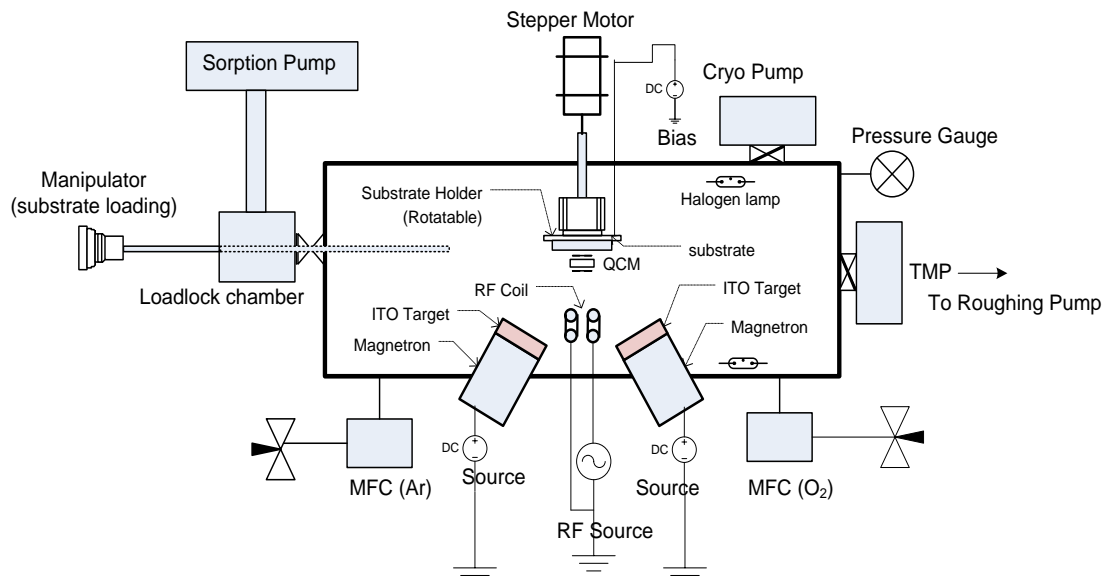 Stepper Motor
Sorption Pump
Cryo Pump
DC
Bias
Pressure Gauge
Manipulator
(substrate loading)
Substrate Holder
(Rotatable)
Halogen lamp
substrate
QCM
Loadlock chamber
TMP
To Roughing Pump
RF Coil
ITO Target
ITO Target
Magnetron
Magnetron
DC
Source
DC
Source
MFC (Ar)
MFC (O₂)
RF Source